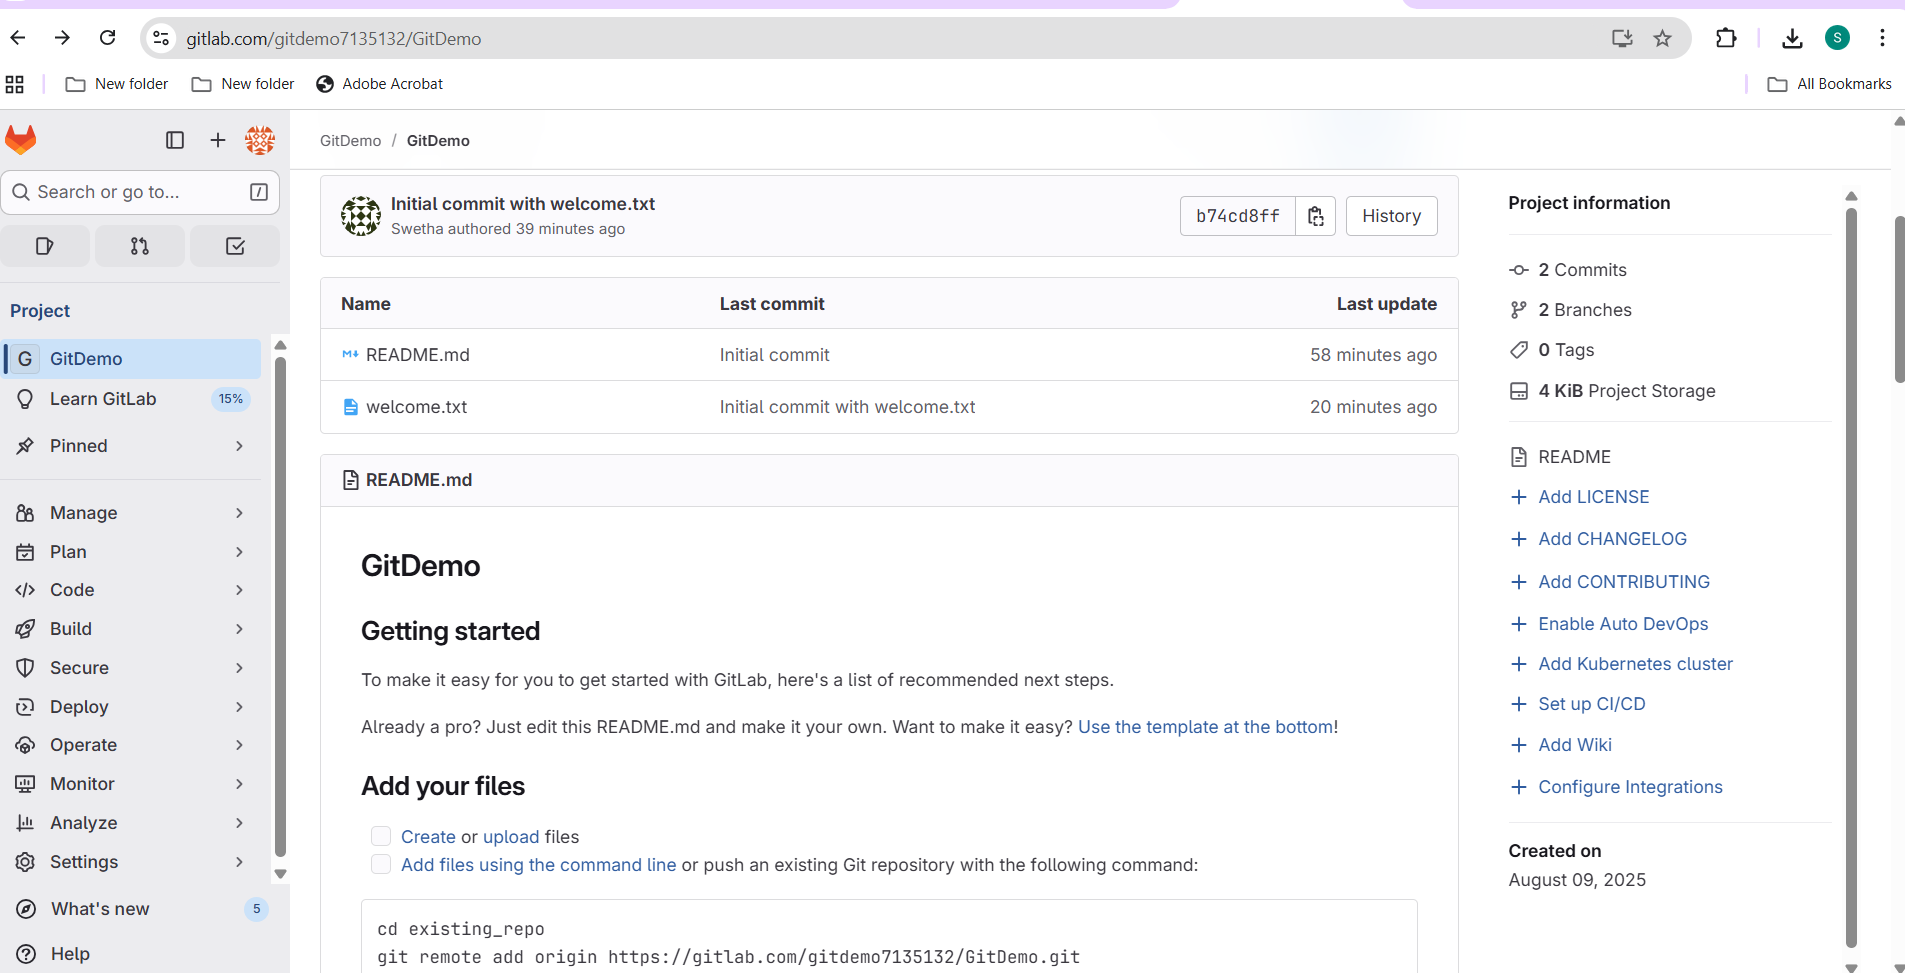 gitlab.com/gitdemo7135132/GitDemo
S
New folder
New folder
Adobe Acrobat
All Bookmarks
GitDemo / GitDemo
Search or go to... /
Project
G GitDemo
Learn GitLab 15%
Pinned
Manage
Plan
Code
Build
Secure
Deploy
Operate
Monitor
Analyze
Settings
What's new 5
Help
Initial commit with welcome.txt
Swetha authored 39 minutes ago
b74cd8ff
History
Name Last commit Last update
README.md Initial commit 58 minutes ago
welcome.txt Initial commit with welcome.txt 20 minutes ago
README.md
GitDemo
Getting started
To make it easy for you to get started with GitLab, here's a list of recommended next steps.
Already a pro? Just edit this README.md and make it your own. Want to make it easy? Use the template at the bottom!
Add your files
Create or upload files
Add files using the command line or push an existing Git repository with the following command:
cd existing_repo
git remote add origin https://gitlab.com/gitdemo7135132/GitDemo.git
Project information
2 Commits
2 Branches
0 Tags
4 KiB Project Storage
README
Add LICENSE
Add CHANGELOG
Add CONTRIBUTING
Enable Auto DevOps
Add Kubernetes cluster
Set up CI/CD
Add Wiki
Configure Integrations
Created on
August 09, 2025